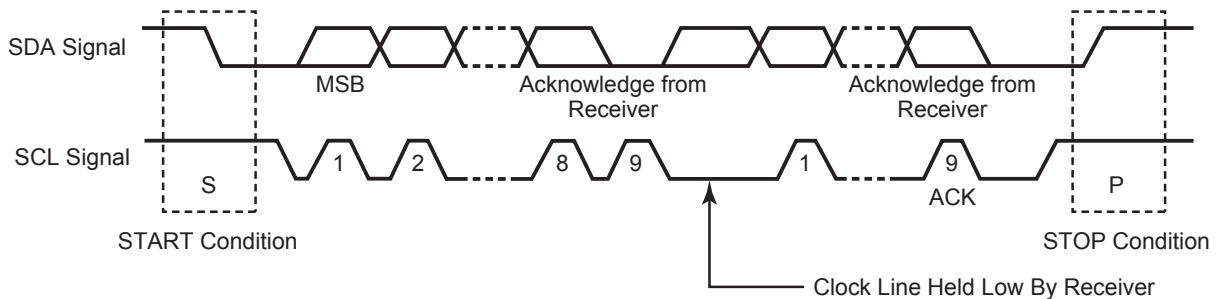 SDA Signal
MSB
Acknowledge from
Receiver
Acknowledge from
Receiver
SCL Signal
1
2
8
9
1
9
ACK
S
P
START Condition
STOP Condition
Clock Line Held Low By Receiver